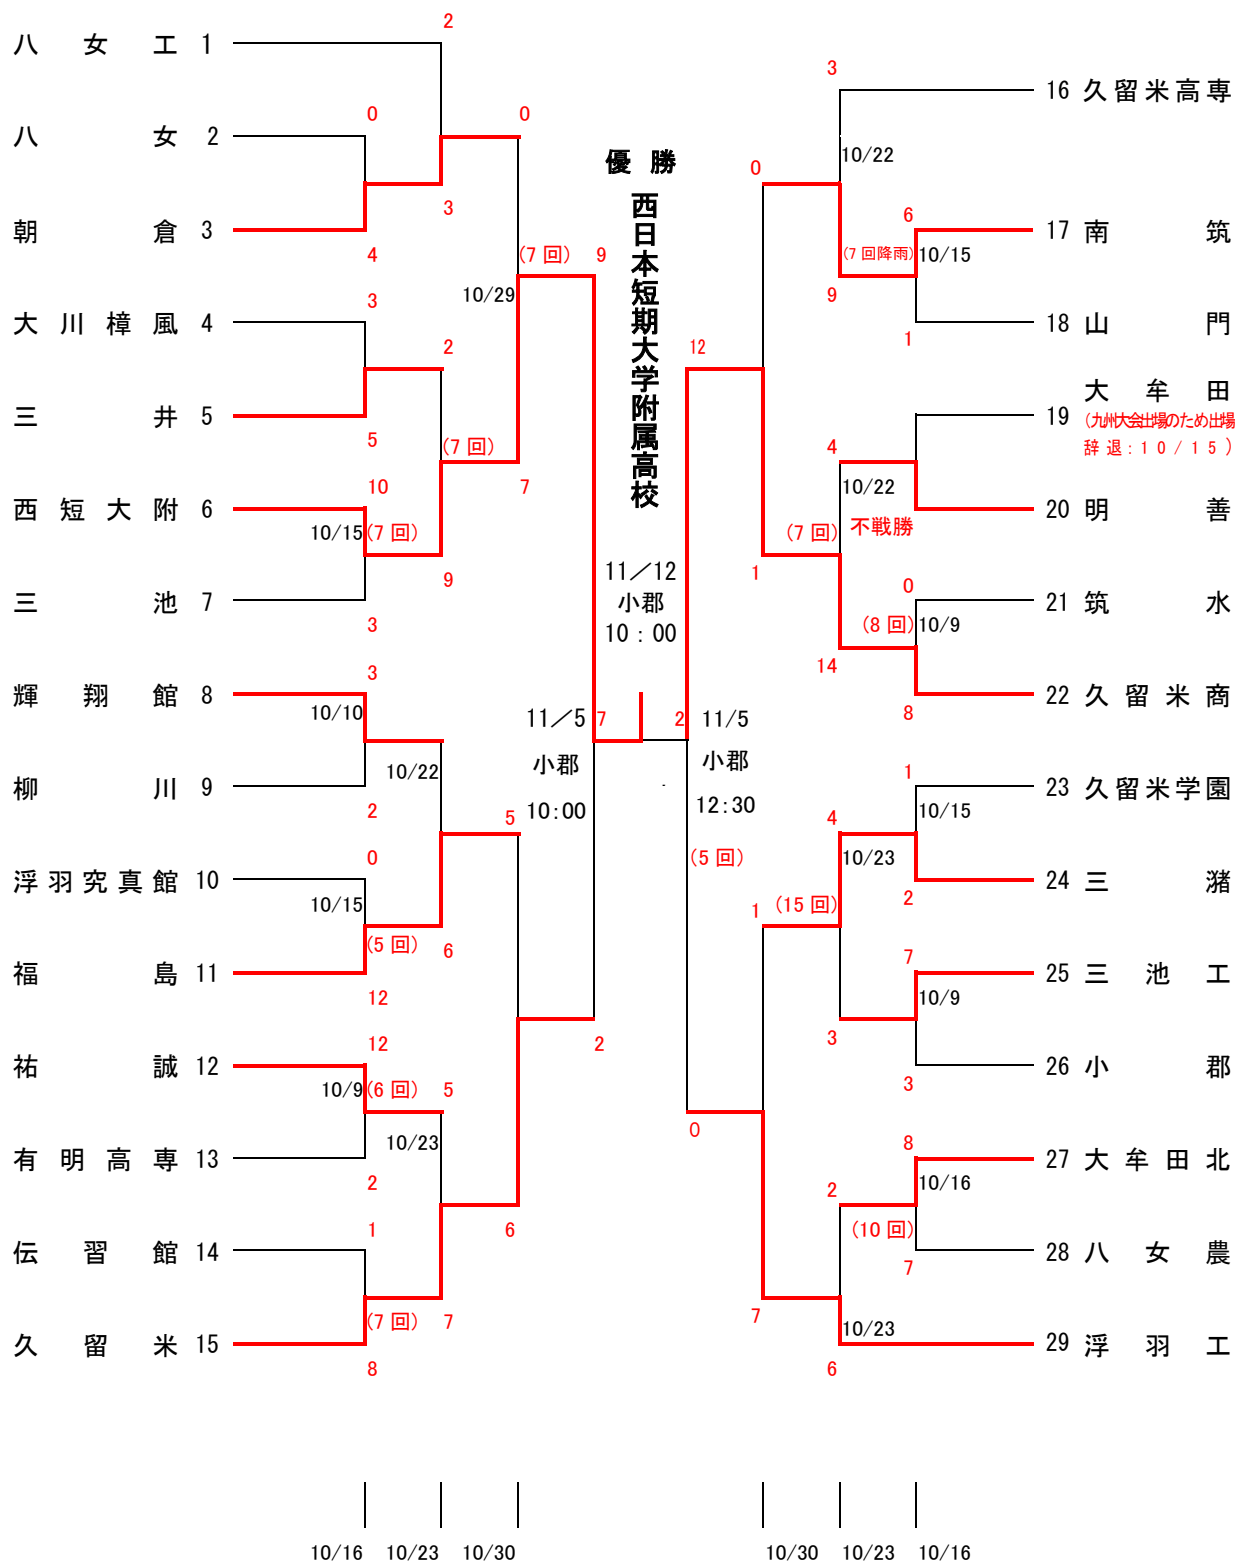 優勝
西日本短期大学附属高校
11／12
小郡
10：00
八女工 1
2
八女 2
0
0
朝倉 3
4
3
大川樟風 4
3
(7回) 9
10/29
2
三井 5
5
(7回)
西短大附 6
10
7
10/15
(7回)
三池 7
3
9
輝翔館 8
3
10/10
柳川 9
2
10/22
11／5
小郡
10:00
7
5
浮羽究真館 10
0
10/15
(5回)
6
福島 11
12
祐誠 12
12
2
10/9
(6回)
5
有明高専 13
2
10/23
伝習館 14
1
6
久留米 15
(7回)
7
8
3
16 久留米高専
10/22
0
17 南筑
6
(7回降雨)
10/15
9
18 山門
1
12
19 大牟田
(九州大会出場のため出場
辞退：10/15)
4
10/22
20 明善
不戦勝
(7回)
1
21 筑水
0
(8回)
10/9
14
22 久留米商
8
2
11/5
小郡
12:30
(5回)
23 久留米学園
1
10/15
4
10/23
24 三潴
2
1
(15回)
25 三池工
7
10/9
3
26 小郡
3
0
27 大牟田北
8
10/16
2
(10回)
28 八女農
7
7
10/23
29 浮羽工
6
10/16 10/23 10/30
10/30 10/23 10/16